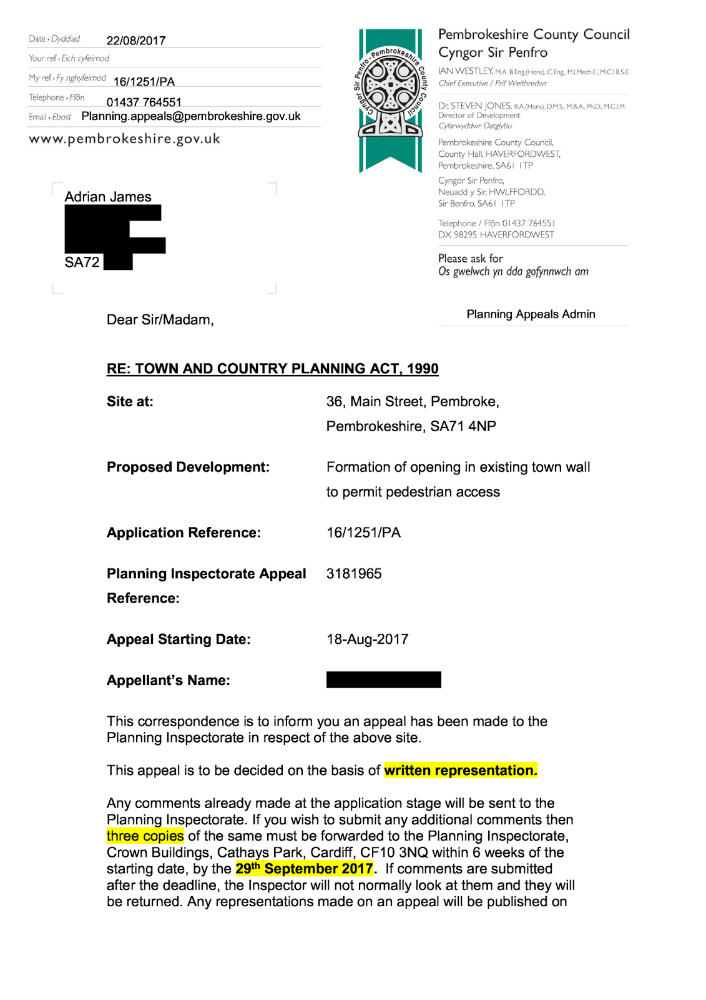 Date • Dyddiad 22/08/2017
Your ref • Eich cyfeirnod
My ref • Fy nghyfeirnod 16/1251/PA
Telephone • Ffôn 01437 764551
Email • Ebost Planning.appeals@pembrokeshire.gov.uk
www.pembrokeshire.gov.uk
Cyngor Sir Penfro - Pembrokeshire County Council
Pembrokeshire County Council
Cyngor Sir Penfro
IAN WESTLEY, M.A. B.Eng.(Hons), C.Eng., M.I.Mech.E., M.C.I.B.S.E.
Chief Executive / Prif Weithredwr
Dr. STEVEN JONES, B.A.(Hons). D.M.S., M.B.A., Ph.D., M.C.I.M.
Director of Development
Cyfarwyddwr Datglybu
Pembrokeshire County Council,
County Hall, HAVERFORDWEST,
Pembrokeshire, SA61 1TP
Cyngor Sir Penfro,
Neuadd y Sir, HWLFFORDD,
Sir Benfro, SA61 1TP
Telephone / Ffôn 01437 764551
DX 98295 HAVERFORDWEST
Please ask for
Os gwelwch yn dda gofynnwch am
Planning Appeals Admin
Adrian James
SA72
Dear Sir/Madam,
RE: TOWN AND COUNTRY PLANNING ACT, 1990
Site at: 36, Main Street, Pembroke,
Pembrokeshire, SA71 4NP
Proposed Development: Formation of opening in existing town wall
to permit pedestrian access
Application Reference: 16/1251/PA
Planning Inspectorate Appeal 3181965
Reference:
Appeal Starting Date: 18-Aug-2017
Appellant’s Name:
This correspondence is to inform you an appeal has been made to the
Planning Inspectorate in respect of the above site.
This appeal is to be decided on the basis of written representation.
Any comments already made at the application stage will be sent to the
Planning Inspectorate. If you wish to submit any additional comments then
three copies of the same must be forwarded to the Planning Inspectorate,
Crown Buildings, Cathays Park, Cardiff, CF10 3NQ within 6 weeks of the
starting date, by the 29th September 2017. If comments are submitted
after the deadline, the Inspector will not normally look at them and they will
be returned. Any representations made on an appeal will be published on